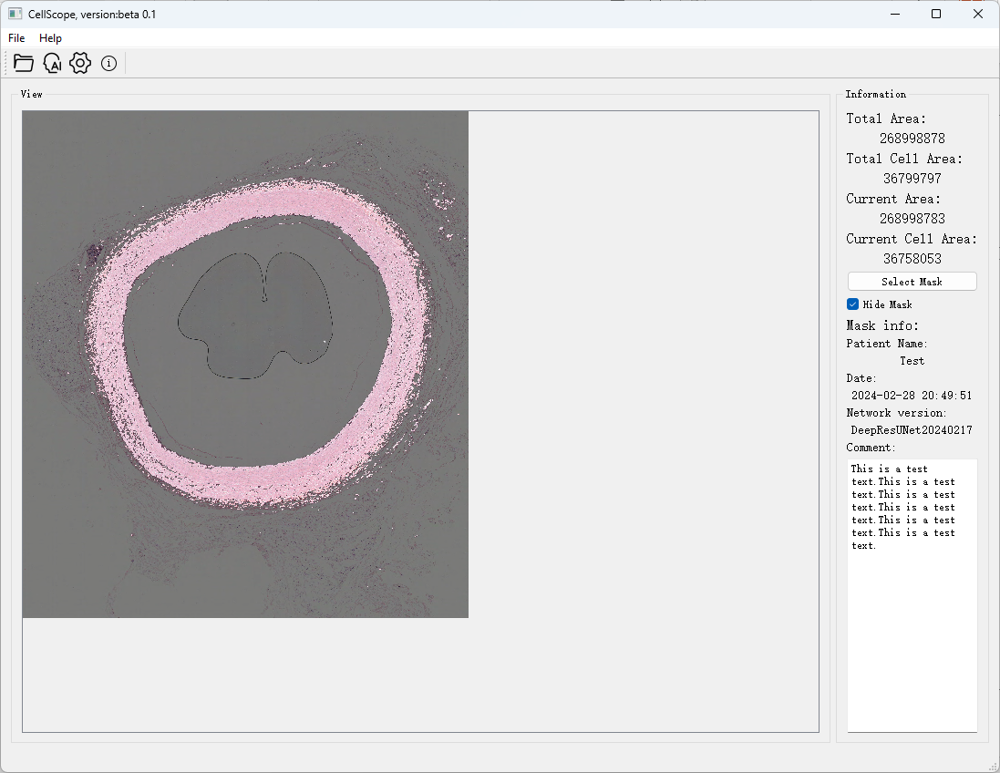 CellScope, version:beta 0.1
File Help
AI
View
Information
Total Area:
268998878
Total Cell Area:
36799797
Current Area:
268998783
Current Cell Area:
36758053
Select Mask
Hide Mask
Mask info:
Patient Name:
Test
Date:
2024-02-28 20:49:51
Network version:
DeepResUNet20240217
Comment:
This is a test
text.This is a test
text.This is a test
text.This is a test
text.This is a test
text.This is a test
text.